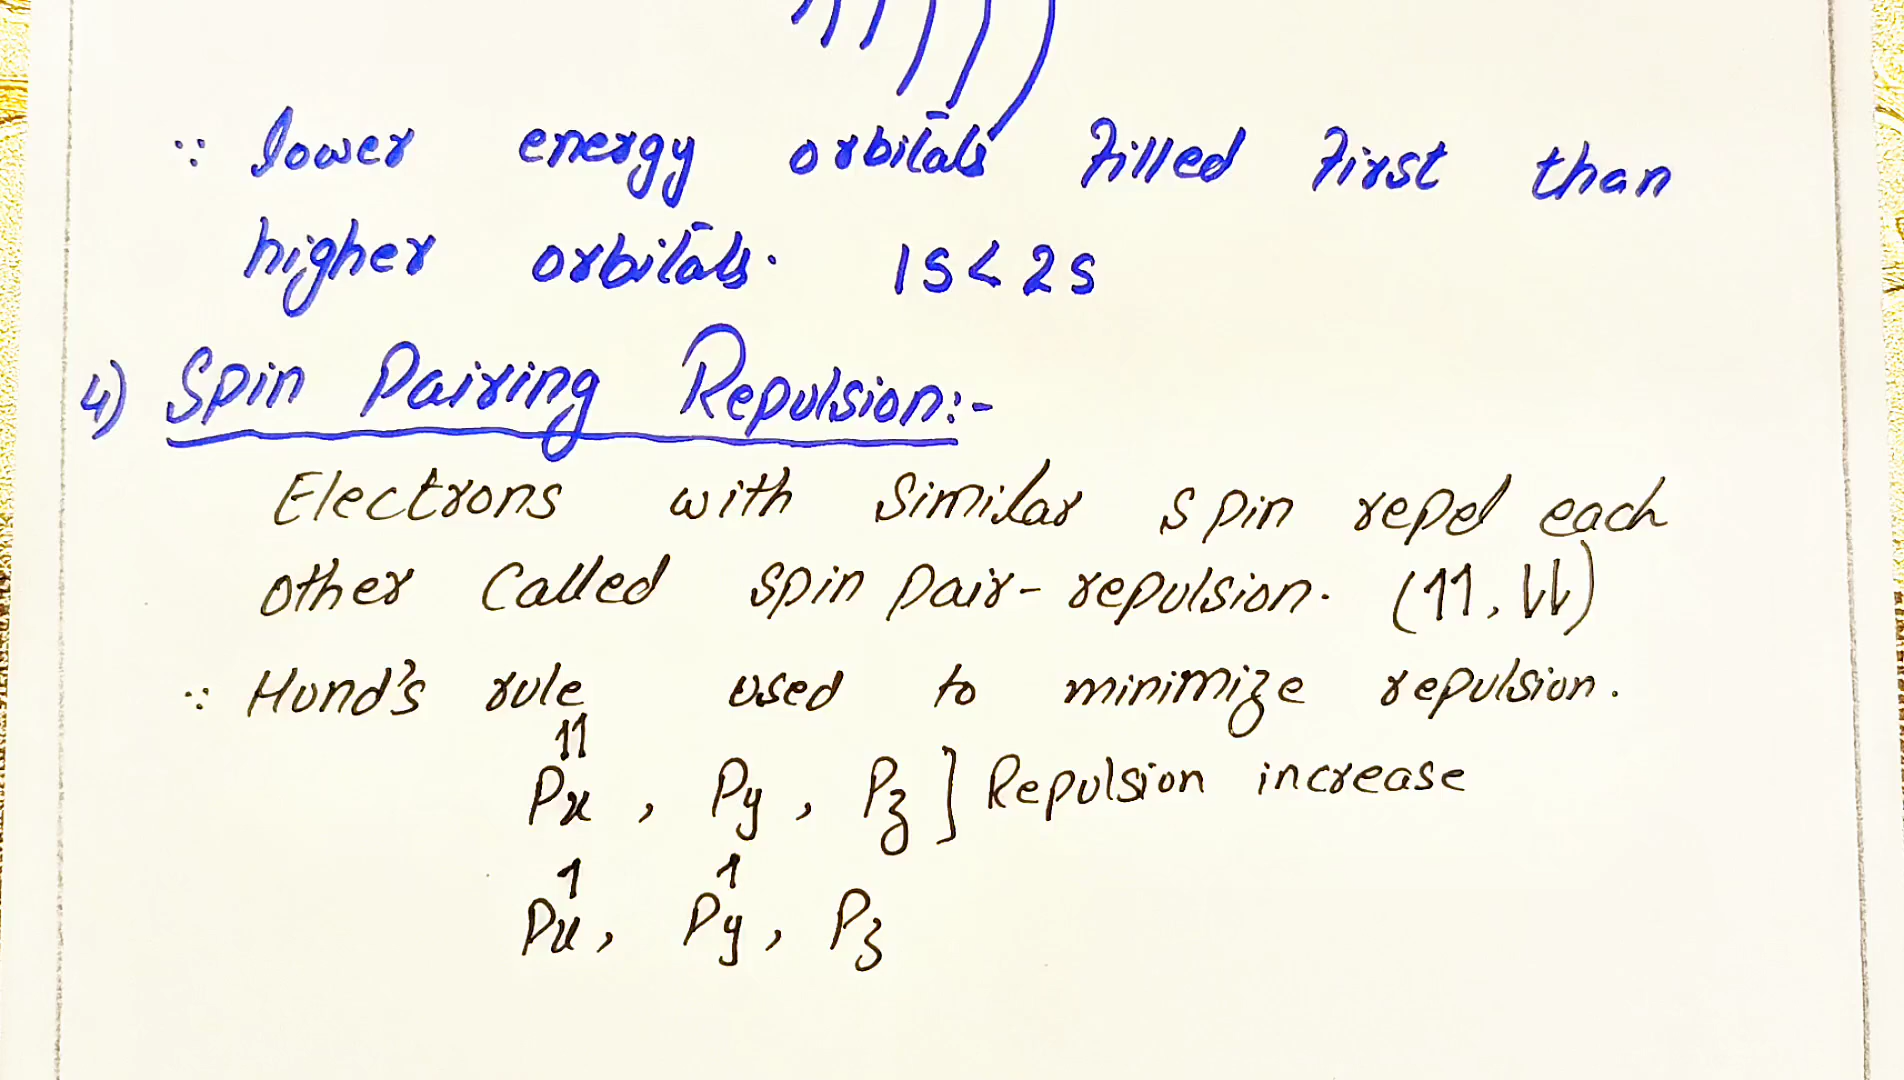 ∵ lower energy orbitals filled first than
higher orbitals. 1s < 2s
4) Spin Pairing Repulsion:-
Electrons with Similar spin repel each
other Called spin pair-repulsion. (↿↿, ⇂⇂)
∵ Hund's rule used to minimize repulsion.
↿↿
Px , Py , Pz ] Repulsion increase
↿ ↿
Px, Py, Pz